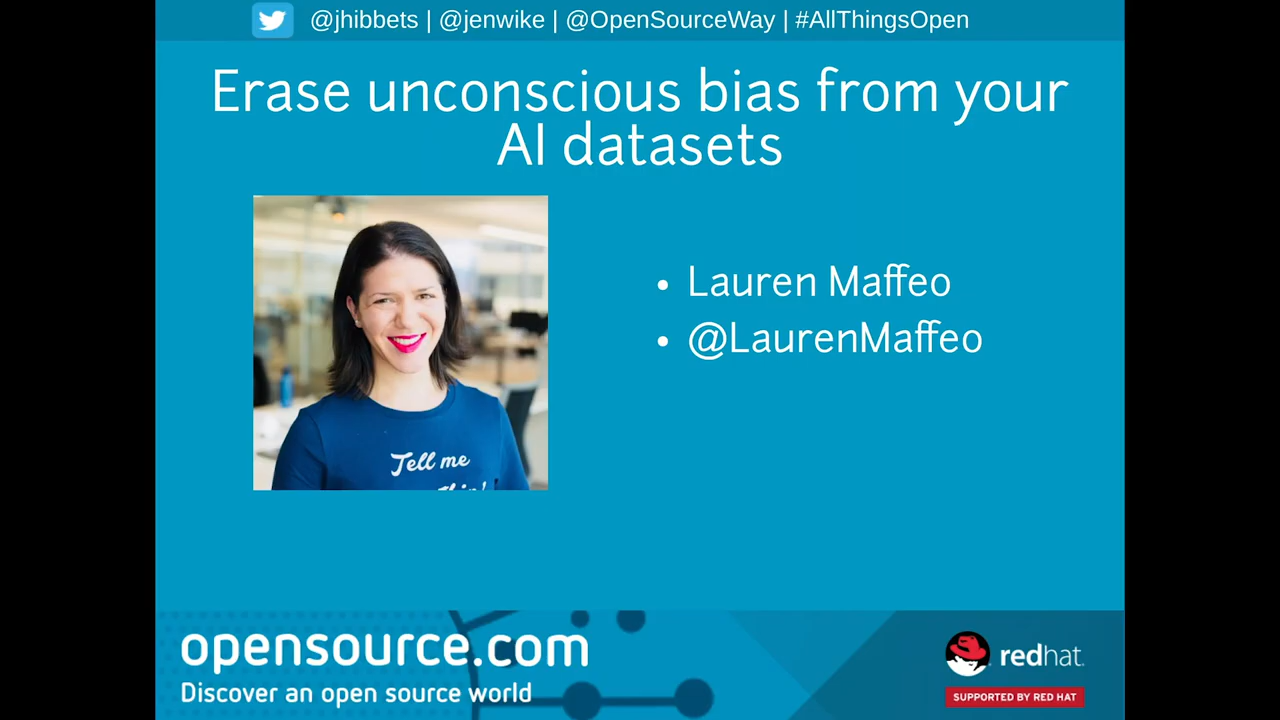 @jhibbets | @jenwike | @OpenSourceWay | #AllThingsOpen
Erase unconscious bias from your
AI datasets
• Lauren Maffeo
• @LaurenMaffeo
Tell me
opensource.com
Discover an open source world
redhat.
SUPPORTED BY RED HAT